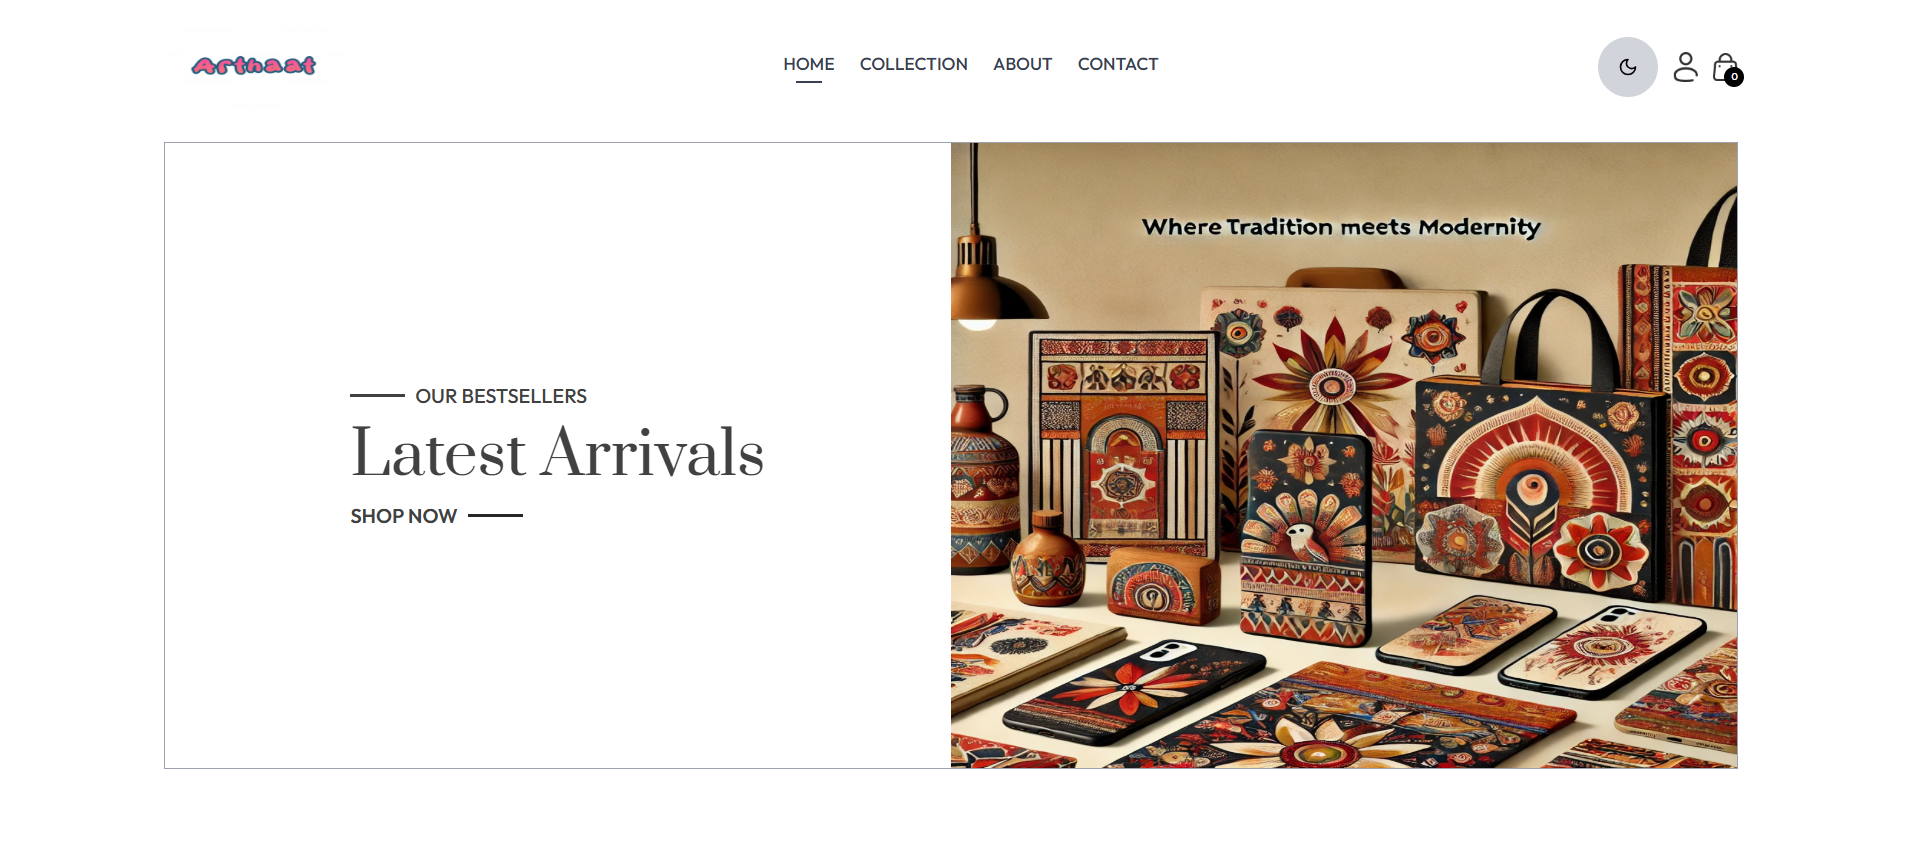 Arthaat
HOME COLLECTION ABOUT CONTACT
0
Where Tradition meets Modernity
OUR BESTSELLERS
Latest Arrivals
SHOP NOW